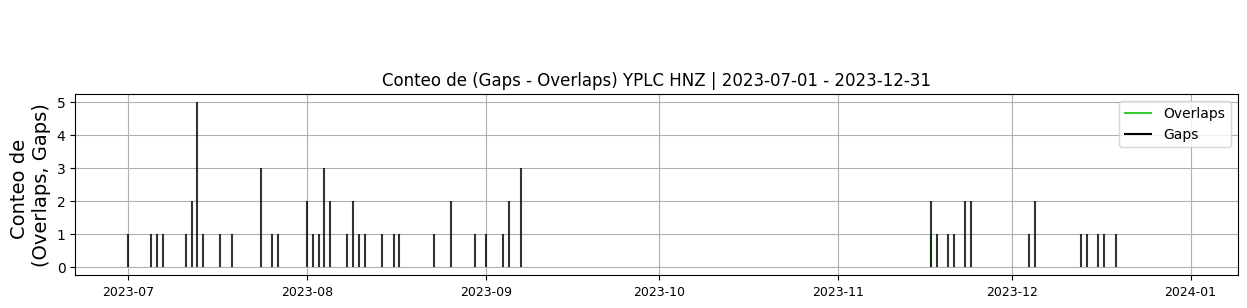 Conteo de (Gaps - Overlaps) YPLC HNZ | 2023-07-01 - 2023-12-31
Conteo de
(Overlaps, Gaps)
5
4
3
2
1
0
Overlaps
Gaps
2023-07
2023-08
2023-09
2023-10
2023-11
2023-12
2024-01